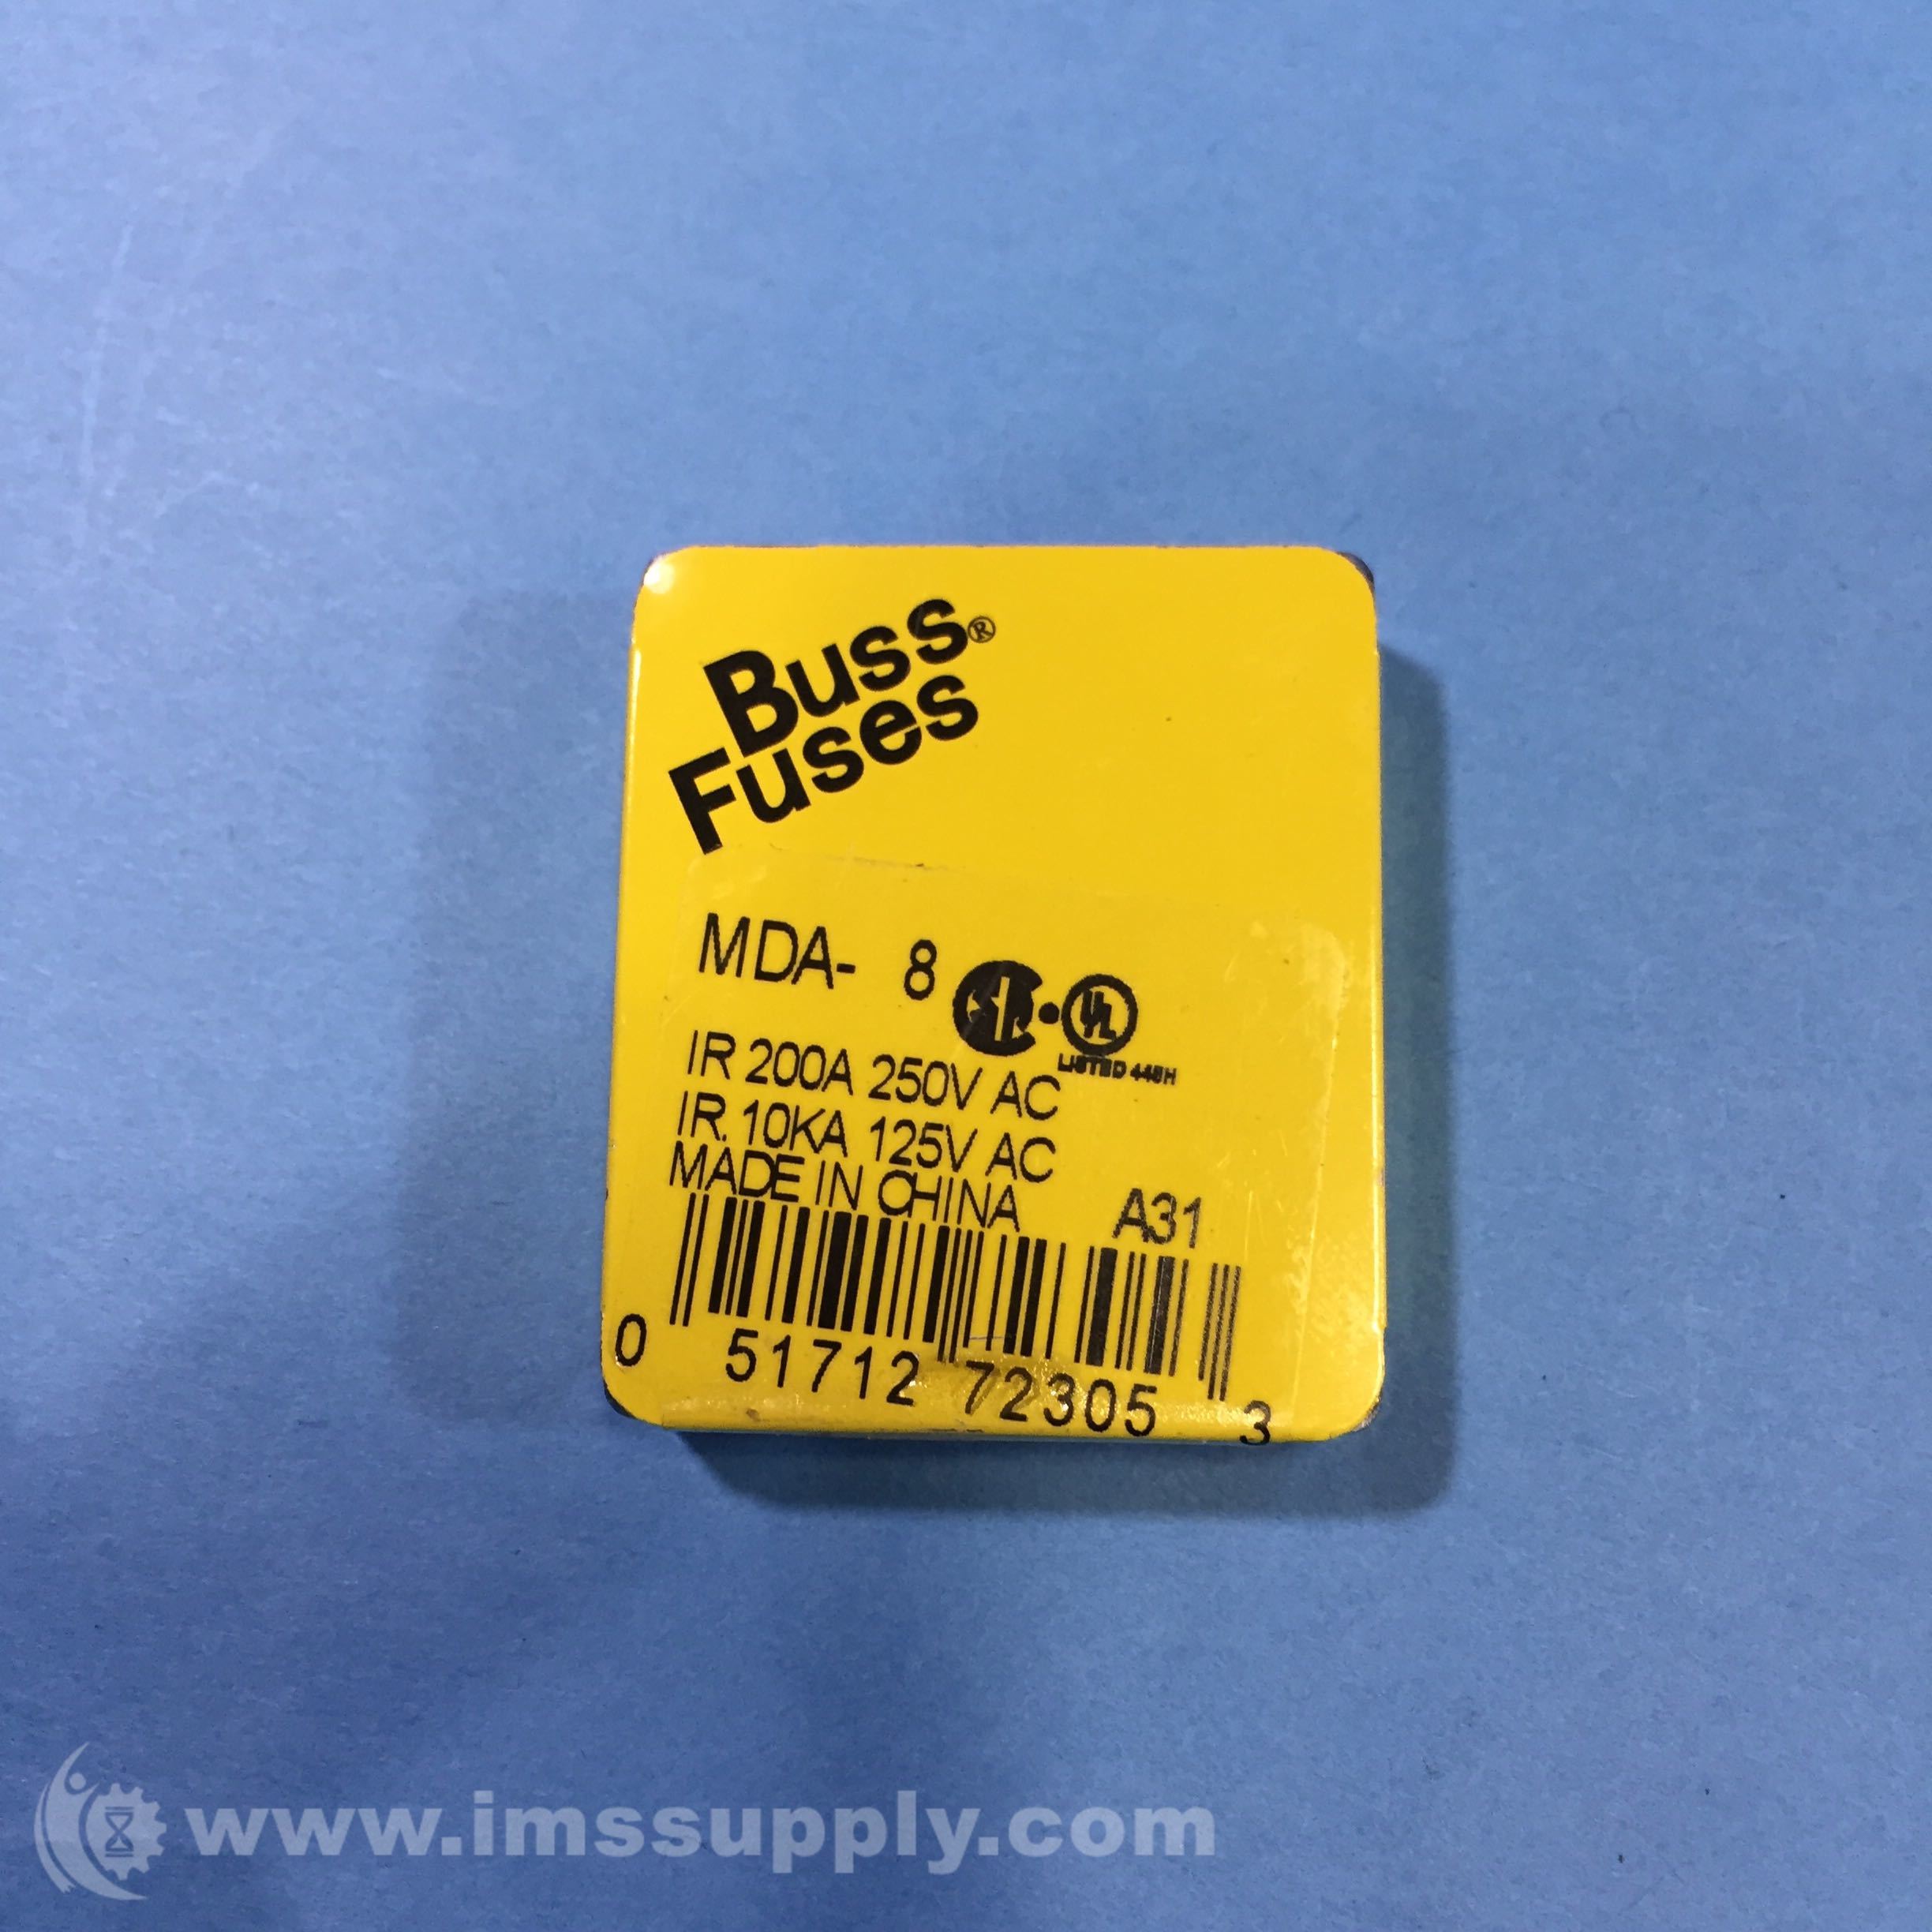 Buss®
Fuses
MDA- 8
UL
LISTED 448H
IR 200A 250V AC
IR. 10KA 125V AC
MADE IN CHINA A31
0 51712 72305 3
www.imssupply.com